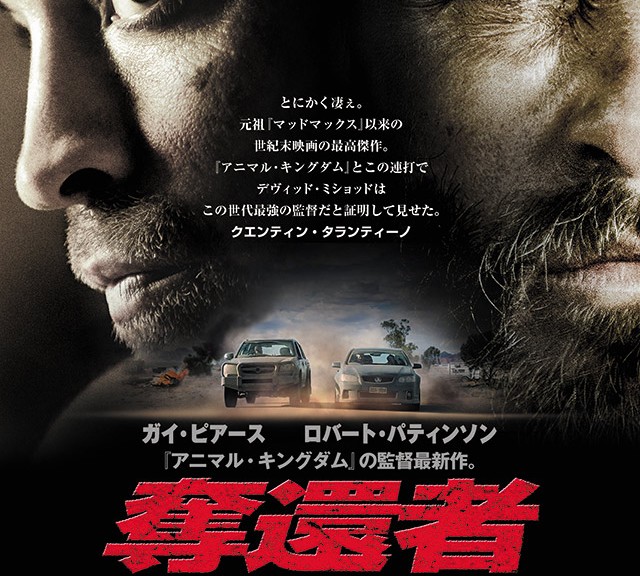 とにかく凄ぇ。
元祖『マッドマックス』以来の
世紀末映画の最高傑作。
『アニマル・キングダム』とこの連打で
デヴィッド・ミショッドは
この世代最強の監督だと証明して見せた。
クエンティン・タランティーノ
ガイ・ピアース ロバート・パティンソン
『アニマル・キングダム』の監督最新作。
奪還者